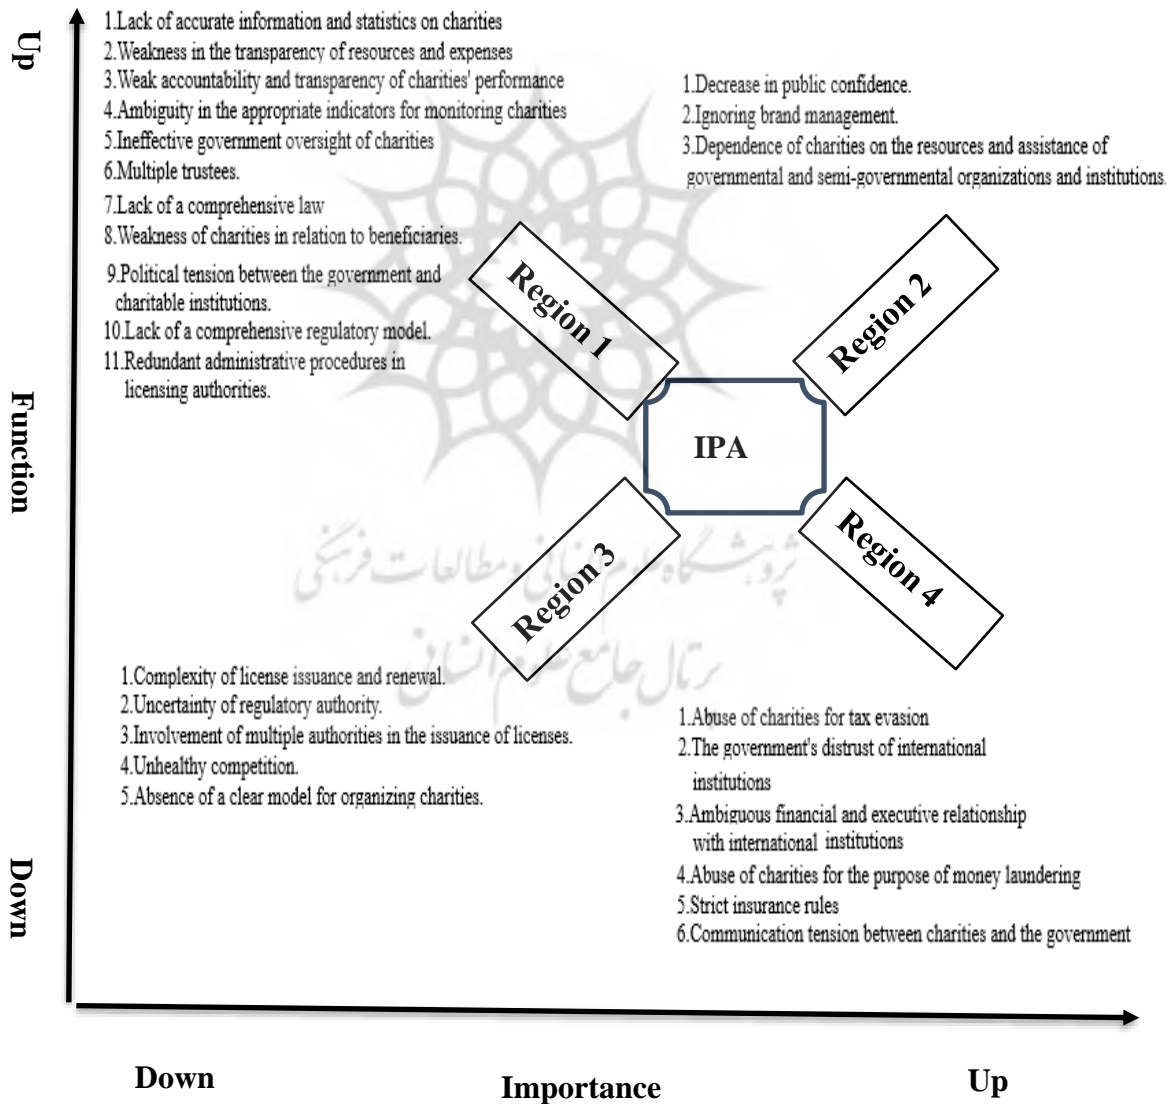 Up
1.Lack of accurate information and statistics on charities
2.Weakness in the transparency of resources and expenses
3.Weak accountability and transparency of charities' performance
4.Ambiguity in the appropriate indicators for monitoring charities
5.Ineffective government oversight of charities
6.Multiple trustees.
7.Lack of a comprehensive law
8.Weakness of charities in relation to beneficiaries.
9.Political tension between the government and
charitable institutions.
10.Lack of a comprehensive regulatory model.
11.Redundant administrative procedures in
licensing authorities.
1.Decrease in public confidence.
2.Ignoring brand management.
3.Dependence of charities on the resources and assistance of
governmental and semi-governmental organizations and institutions.
Region 1
Region 2
Function
IPA
Region 3
Region 4
پژوهشگاه علوم انسانی و مطالعات فرهنگی
پرتال جامع علوم انسانی
1.Complexity of license issuance and renewal.
2.Uncertainty of regulatory authority.
3.Involvement of multiple authorities in the issuance of licenses.
4.Unhealthy competition.
5.Absence of a clear model for organizing charities.
1.Abuse of charities for tax evasion
2.The government's distrust of international
institutions
3.Ambiguous financial and executive relationship
with international institutions
4.Abuse of charities for the purpose of money laundering
5.Strict insurance rules
6.Communication tension between charities and the government
Down
Down
Importance
Up